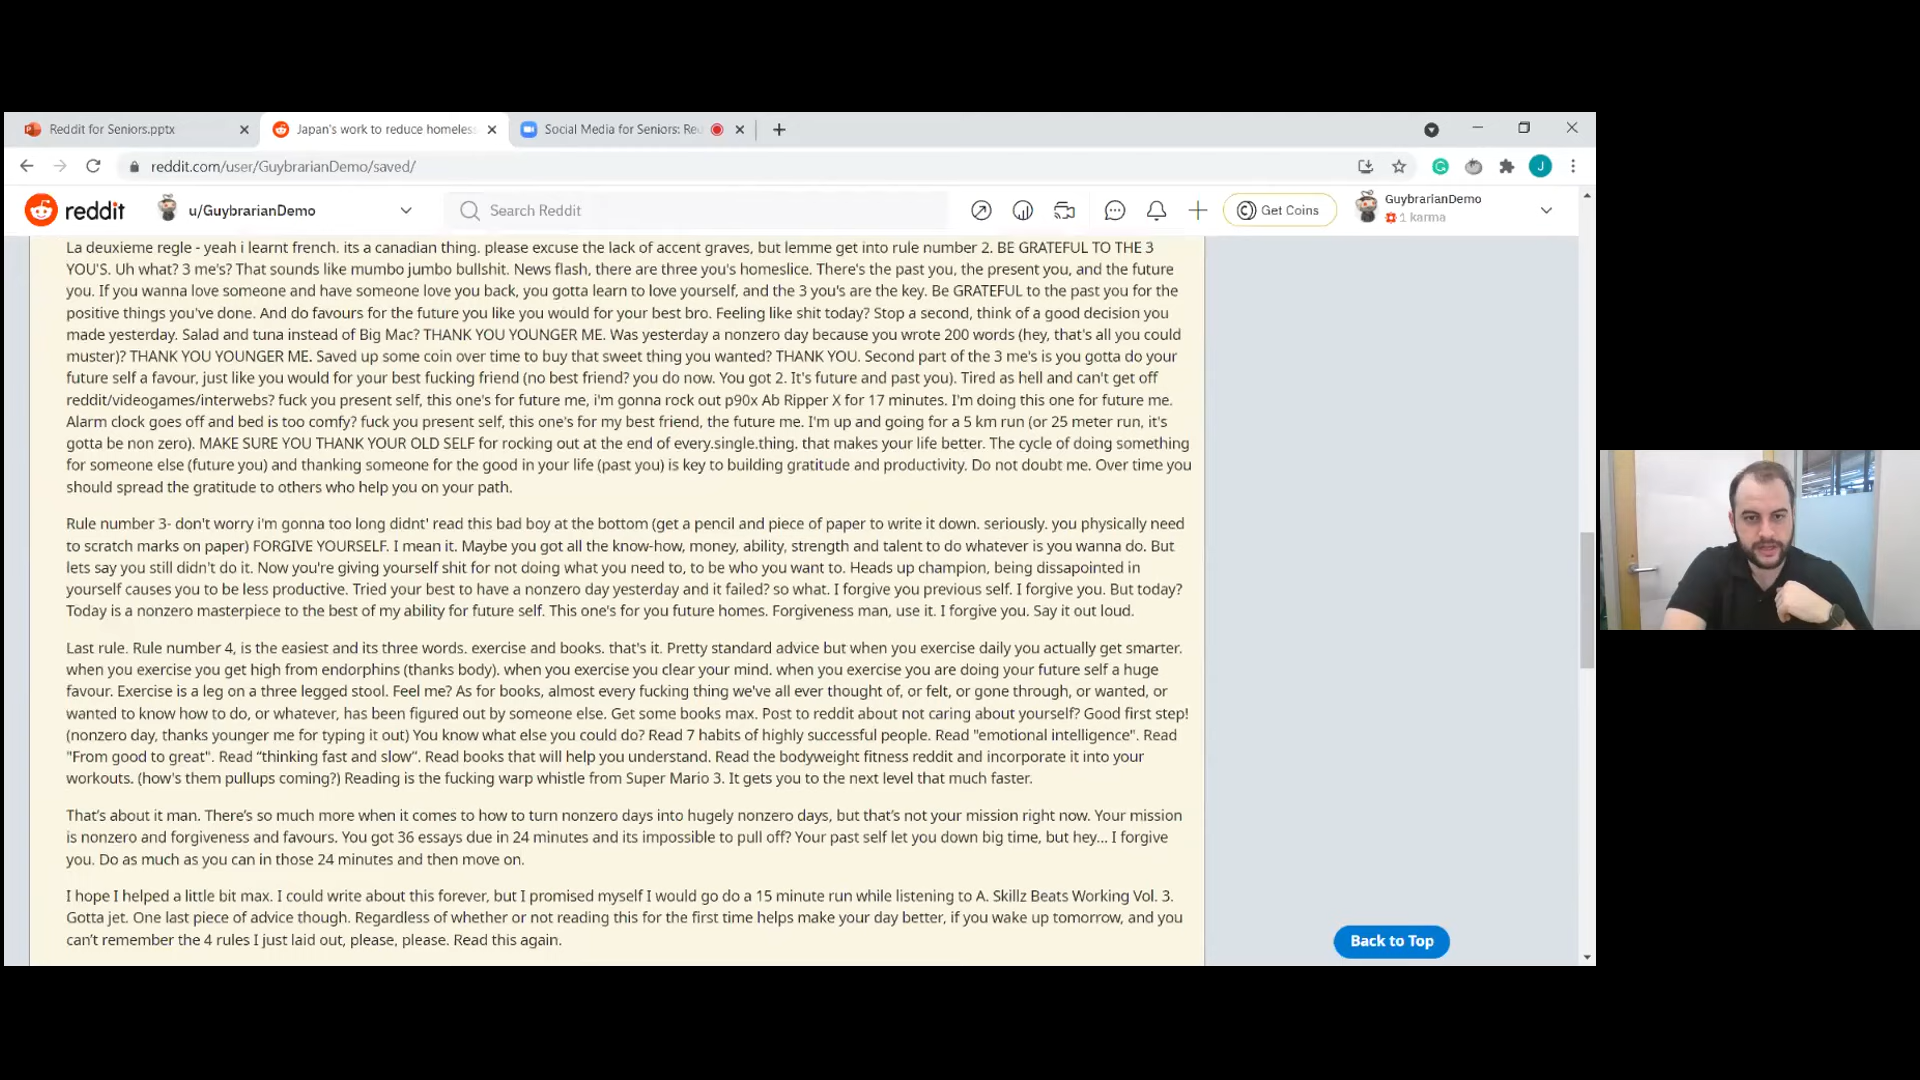 Reddit for Seniors.pptx
Japan's work to reduce homeles
Social Media for Seniors: Re
reddit.com/user/GuybrarianDemo/saved/
J
reddit
u/GuybrarianDemo
Search Reddit
Get Coins
GuybrarianDemo
1 karma
La deuxieme regle - yeah i learnt french. its a canadian thing. please excuse the lack of accent graves, but lemme get into rule number 2. BE GRATEFUL TO THE 3
YOU'S. Uh what? 3 me's? That sounds like mumbo jumbo bullshit. News flash, there are three you's homeslice. There's the past you, the present you, and the future
you. If you wanna love someone and have someone love you back, you gotta learn to love yourself, and the 3 you's are the key. Be GRATEFUL to the past you for the
positive things you've done. And do favours for the future you like you would for your best bro. Feeling like shit today? Stop a second, think of a good decision you
made yesterday. Salad and tuna instead of Big Mac? THANK YOU YOUNGER ME. Was yesterday a nonzero day because you wrote 200 words (hey, that's all you could
muster)? THANK YOU YOUNGER ME. Saved up some coin over time to buy that sweet thing you wanted? THANK YOU. Second part of the 3 me's is you gotta do your
future self a favour, just like you would for your best fucking friend (no best friend? you do now. You got 2. It's future and past you). Tired as hell and can't get off
reddit/videogames/interwebs? fuck you present self, this one's for future me, i'm gonna rock out p90x Ab Ripper X for 17 minutes. I'm doing this one for future me.
Alarm clock goes off and bed is too comfy? fuck you present self, this one's for my best friend, the future me. I'm up and going for a 5 km run (or 25 meter run, it's
gotta be non zero). MAKE SURE YOU THANK YOUR OLD SELF for rocking out at the end of every.single.thing. that makes your life better. The cycle of doing something
for someone else (future you) and thanking someone for the good in your life (past you) is key to building gratitude and productivity. Do not doubt me. Over time you
should spread the gratitude to others who help you on your path.
Rule number 3- don't worry i'm gonna too long didnt' read this bad boy at the bottom (get a pencil and piece of paper to write it down. seriously. you physically need
to scratch marks on paper) FORGIVE YOURSELF. I mean it. Maybe you got all the know-how, money, ability, strength and talent to do whatever is you wanna do. But
lets say you still didn't do it. Now you're giving yourself shit for not doing what you need to, to be who you want to. Heads up champion, being dissapointed in
yourself causes you to be less productive. Tried your best to have a nonzero day yesterday and it failed? so what. I forgive you previous self. I forgive you. But today?
Today is a nonzero masterpiece to the best of my ability for future self. This one's for you future homes. Forgiveness man, use it. I forgive you. Say it out loud.
Last rule. Rule number 4, is the easiest and its three words. exercise and books. that's it. Pretty standard advice but when you exercise daily you actually get smarter.
when you exercise you get high from endorphins (thanks body). when you exercise you clear your mind. when you exercise you are doing your future self a huge
favour. Exercise is a leg on a three legged stool. Feel me? As for books, almost every fucking thing we've all ever thought of, or felt, or gone through, or wanted, or
wanted to know how to do, or whatever, has been figured out by someone else. Get some books max. Post to reddit about not caring about yourself? Good first step!
(nonzero day, thanks younger me for typing it out) You know what else you could do? Read 7 habits of highly successful people. Read "emotional intelligence". Read
"From good to great". Read “thinking fast and slow”. Read books that will help you understand. Read the bodyweight fitness reddit and incorporate it into your
workouts. (how's them pullups coming?) Reading is the fucking warp whistle from Super Mario 3. It gets you to the next level that much faster.
That’s about it man. There’s so much more when it comes to how to turn nonzero days into hugely nonzero days, but that’s not your mission right now. Your mission
is nonzero and forgiveness and favours. You got 36 essays due in 24 minutes and its impossible to pull off? Your past self let you down big time, but hey... I forgive
you. Do as much as you can in those 24 minutes and then move on.
I hope I helped a little bit max. I could write about this forever, but I promised myself I would go do a 15 minute run while listening to A. Skillz Beats Working Vol. 3.
Gotta jet. One last piece of advice though. Regardless of whether or not reading this for the first time helps make your day better, if you wake up tomorrow, and you
can’t remember the 4 rules I just laid out, please, please. Read this again.
Back to Top